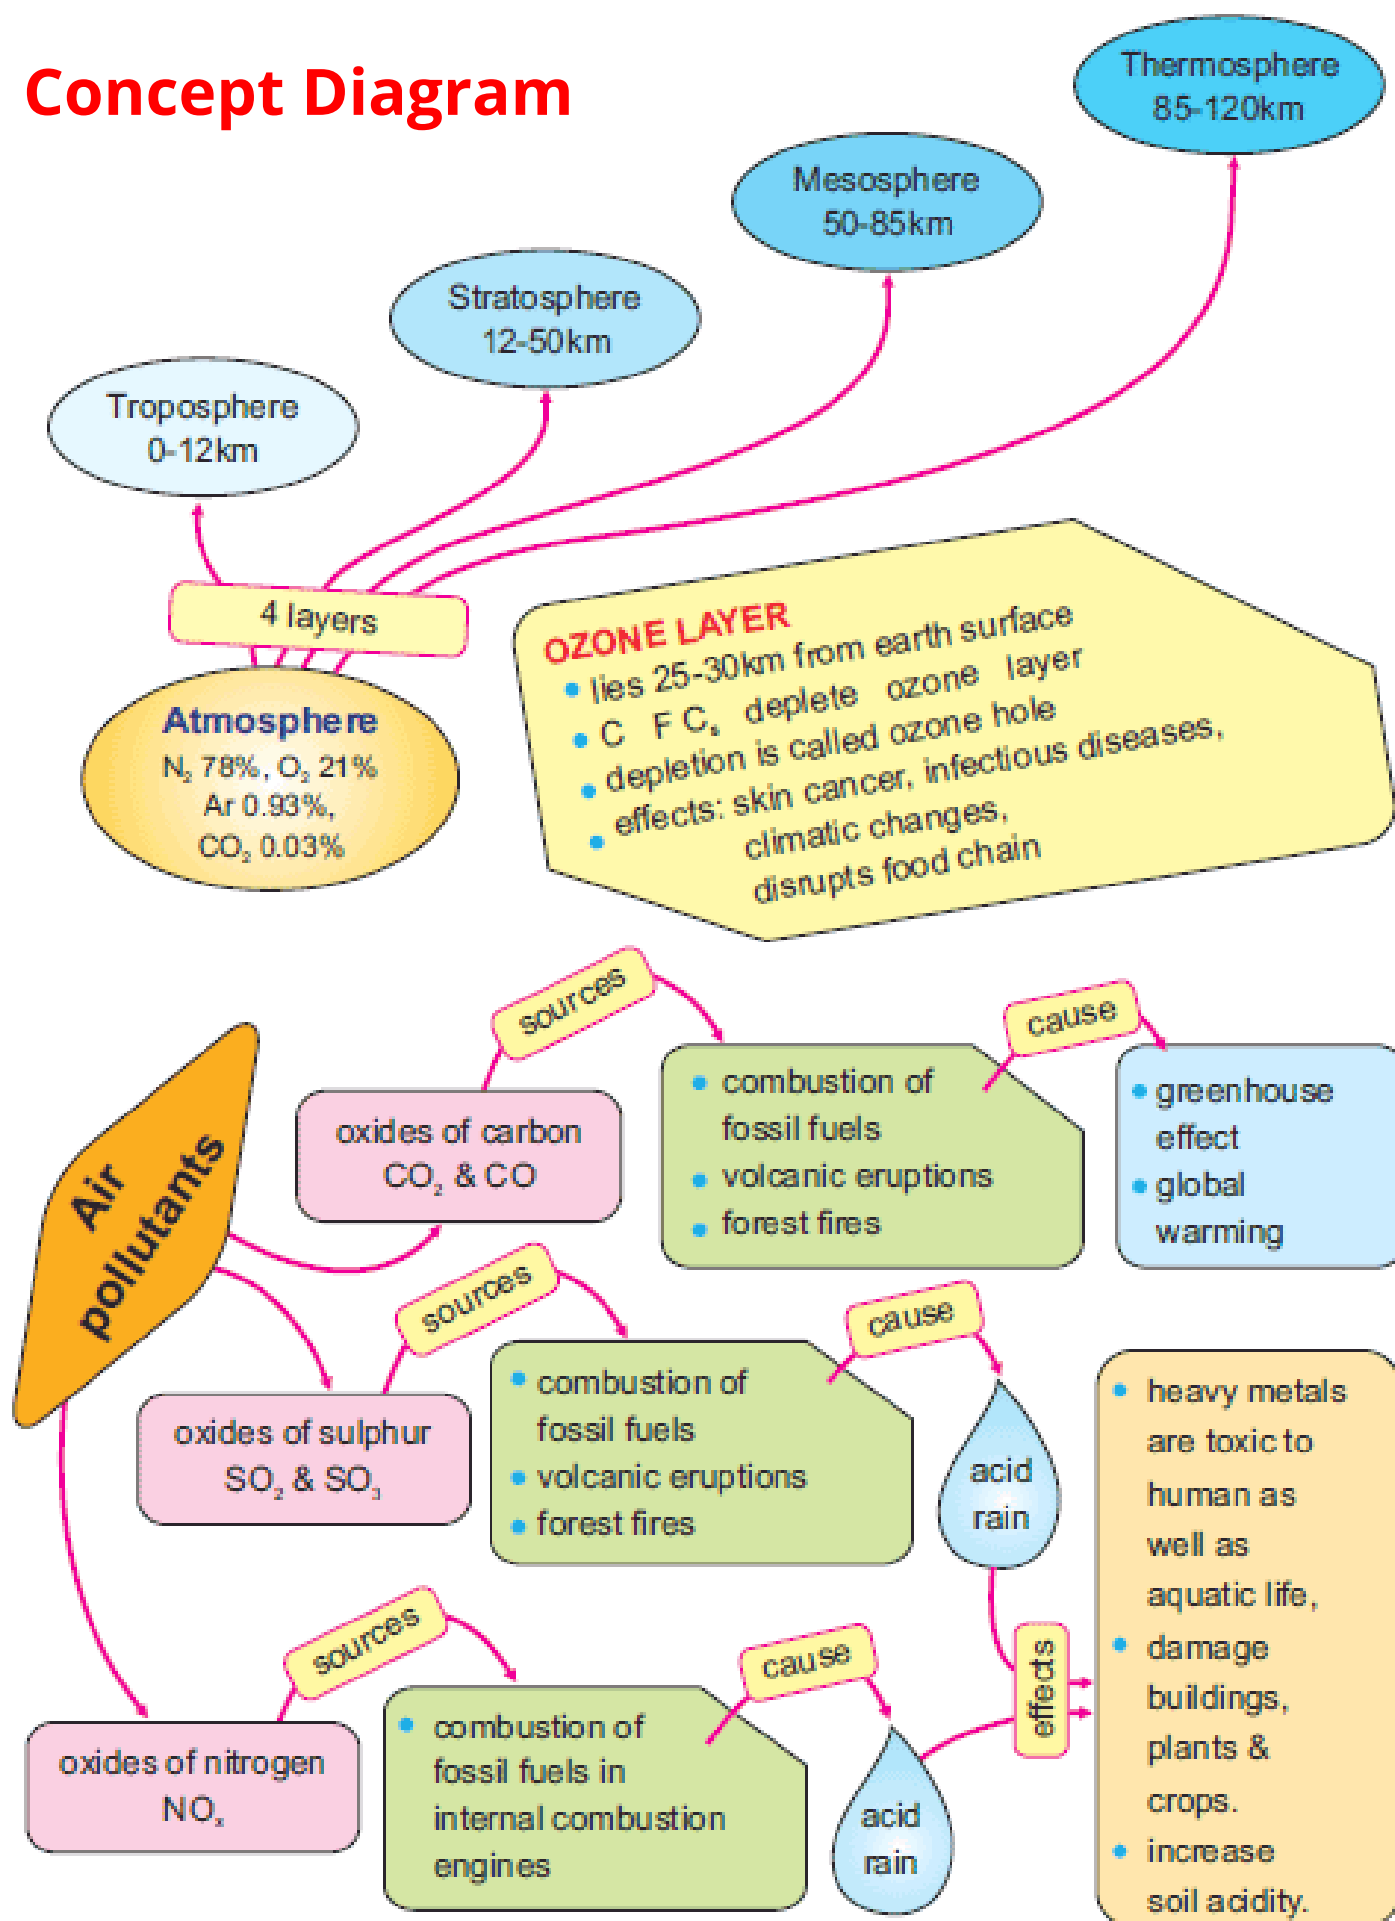 Concept Diagram
Thermosphere
85-120km
Mesosphere
50-85km
Stratosphere
12-50km
Troposphere
0-12km
4 layers
Atmosphere
N₂ 78%, O₂ 21%
Ar 0.93%,
CO₂ 0.03%
OZONE LAYER
• lies 25-30km from earth surface
• C F Cₛ deplete ozone layer
• depletion is called ozone hole
• effects: skin cancer, infectious diseases,
climatic changes,
disrupts food chain
Air
pollutants
oxides of carbon
CO₂ & CO
sources
• combustion of
fossil fuels
• volcanic eruptions
• forest fires
cause
• greenhouse
effect
• global
warming
oxides of sulphur
SO₂ & SO₃
sources
• combustion of
fossil fuels
• volcanic eruptions
• forest fires
cause
acid
rain
oxides of nitrogen
NOₓ
sources
• combustion of
fossil fuels in
internal combustion
engines
cause
acid
rain
effects
• heavy metals
are toxic to
human as
well as
aquatic life,
• damage
buildings,
plants &
crops.
• increase
soil acidity.